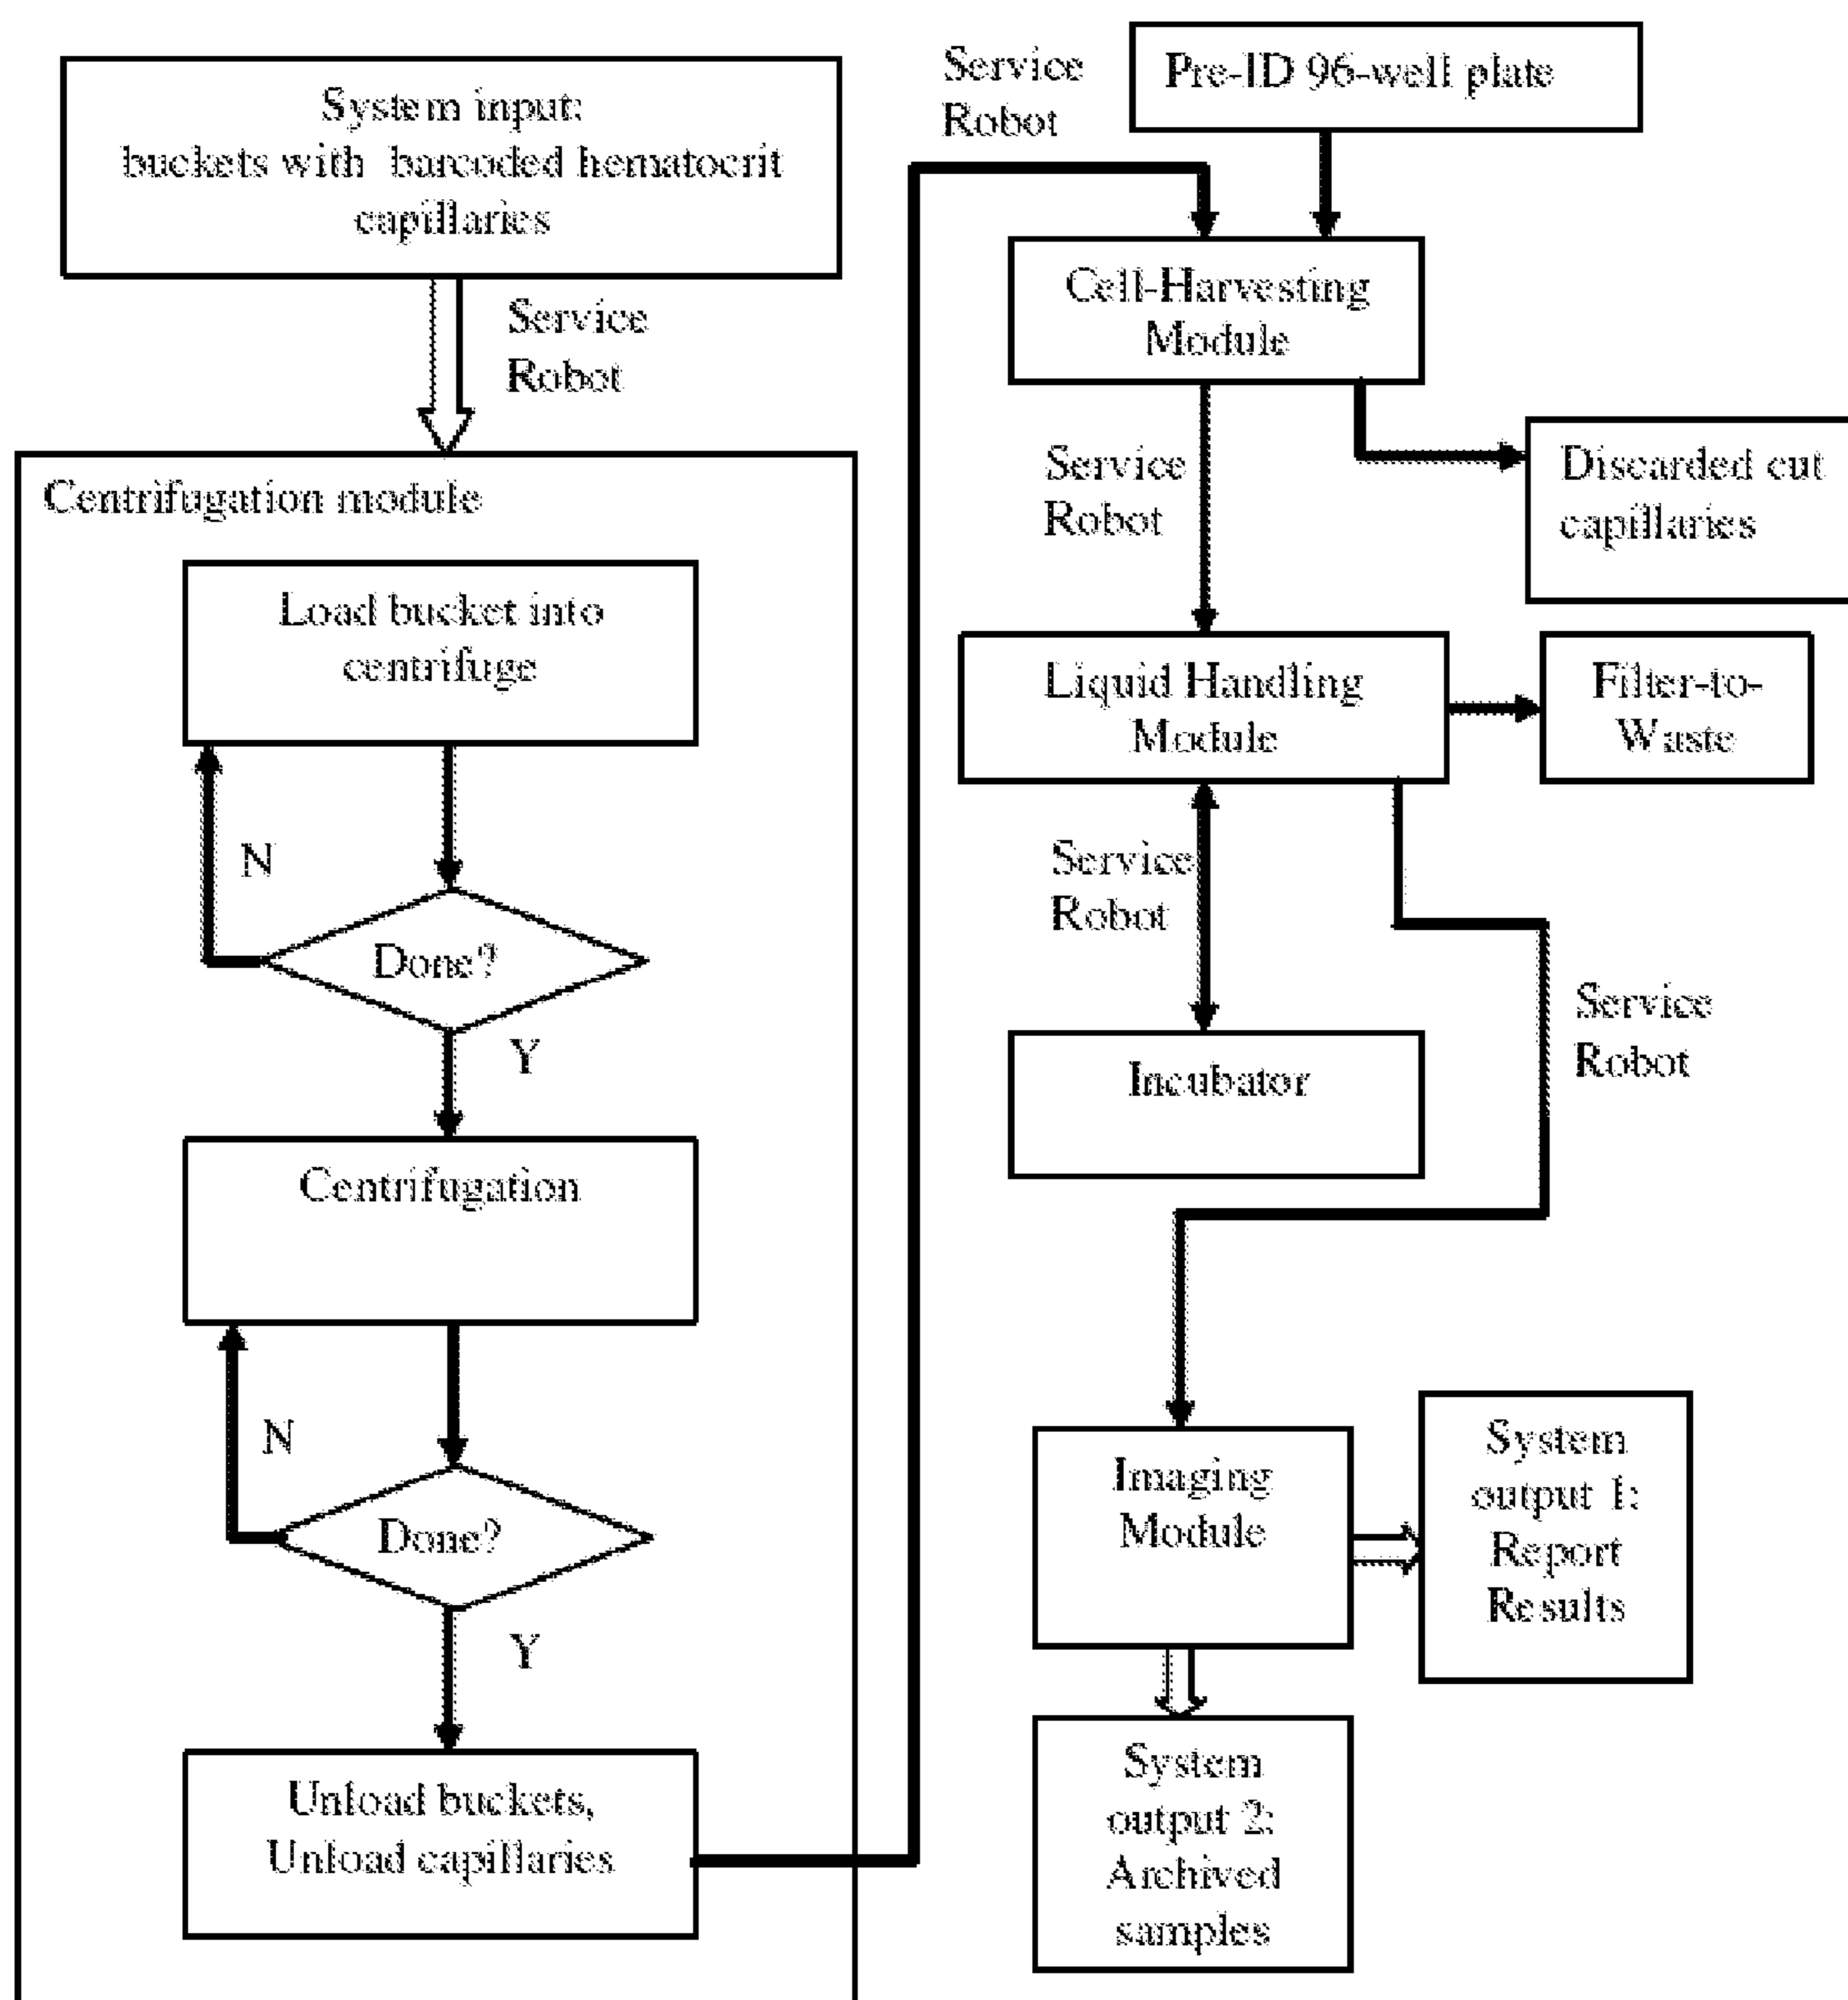 System input:
buckets with barcoded hematocrit
capillaries
Service
Robot
Centrifugation module
Load bucket into
centrifuge
N
Done?
Y
Centrifugation
N
Done?
Y
Unload buckets,
Unload capillaries
Service
Robot
Pre-ID 96-well plate
Cell-Harvesting
Module
Service
Robot
Discarded cut
capillaries
Liquid Handling
Module
Filter-to-
Waste
Service
Robot
Service
Robot
Incubator
Imaging
Module
System
output 1:
Report
Results
System
output 2:
Archived
samples